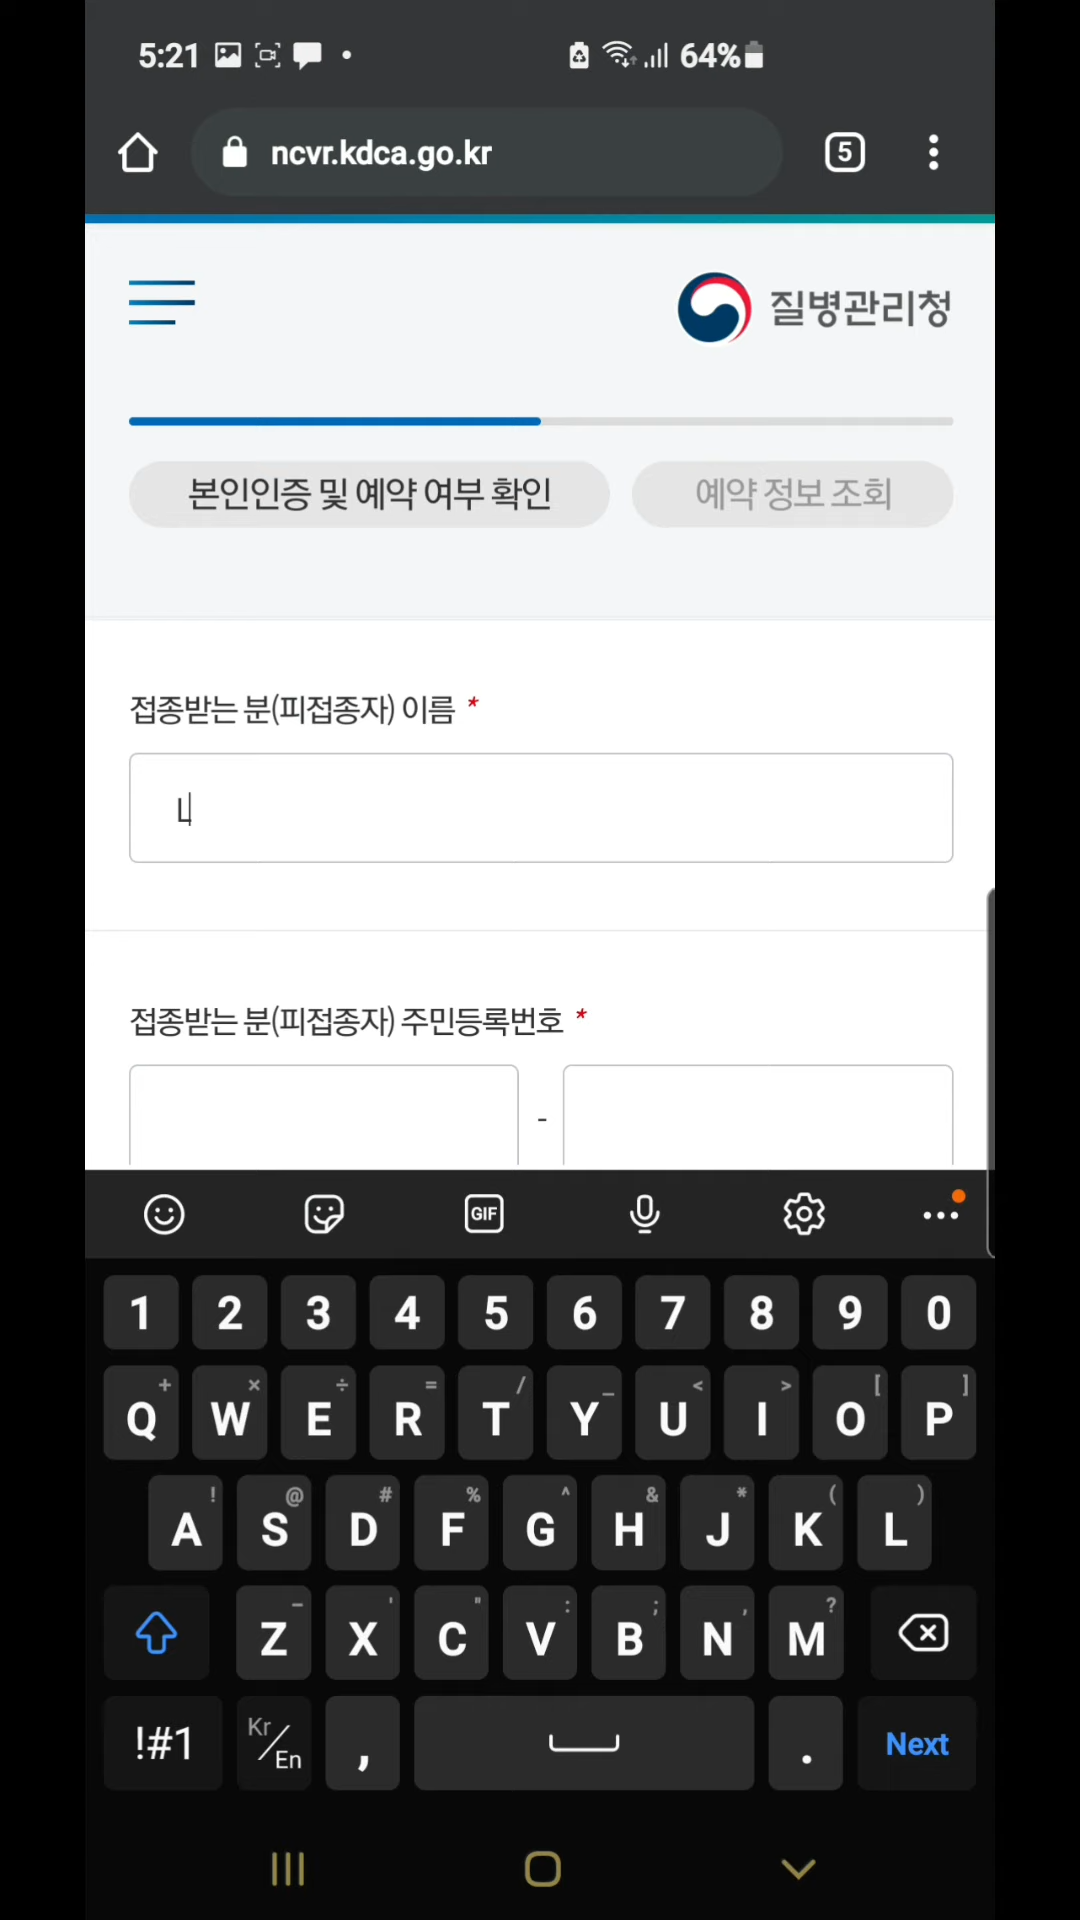 5:21 64%
ncvr.kdca.go.kr 5
질병관리청
본인인증 및 예약 여부 확인 예약 정보 조회
접종받는 분(피접종자) 이름 *
접종받는 분(피접종자) 주민등록번호 *
-
GIF
1 2 3 4 5 6 7 8 9 0
+ × ÷ = / _ < > [ ]
Q W E R T Y U I O P
! @ # % ^ & * ( )
A S D F G H J K L
- ' " : ; , ?
Z X C V B N M
!#1 Kr/En , . Next